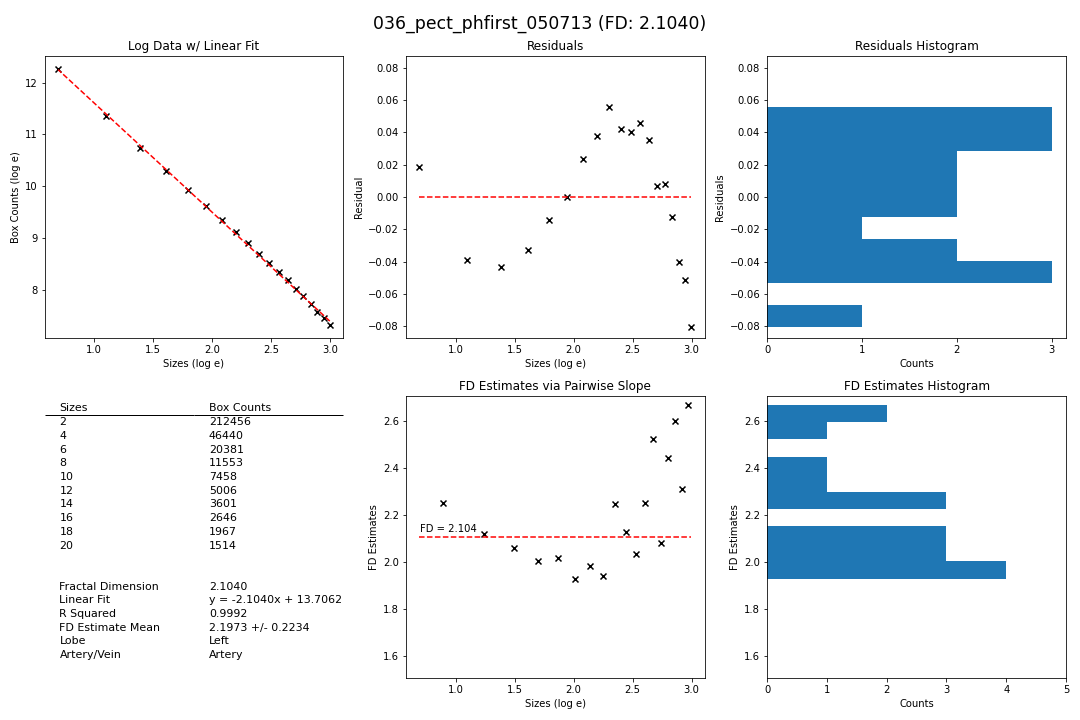 036_pect_phfirst_050713 (FD: 2.1040)
Log Data w/ Linear Fit
Box Counts (log e)
12
11
10
9
8
1.0 1.5 2.0 2.5 3.0
Sizes (log e)
Residuals
Residual
0.08
0.06
0.04
0.02
0.00
−0.02
−0.04
−0.06
−0.08
1.0 1.5 2.0 2.5 3.0
Sizes (log e)
Residuals Histogram
Residuals
0.08
0.06
0.04
0.02
0.00
−0.02
−0.04
−0.06
−0.08
0 1 2 3
Counts
Sizes Box Counts
2 212456
4 46440
6 20381
8 11553
10 7458
12 5006
14 3601
16 2646
18 1967
20 1514
Fractal Dimension 2.1040
Linear Fit y = -2.1040x + 13.7062
R Squared 0.9992
FD Estimate Mean 2.1973 +/- 0.2234
Lobe Left
Artery/Vein Artery
FD Estimates via Pairwise Slope
FD Estimates
2.6
2.4
2.2
2.0
1.8
1.6
FD = 2.104
1.0 1.5 2.0 2.5 3.0
Sizes (log e)
FD Estimates Histogram
FD Estimates
2.6
2.4
2.2
2.0
1.8
1.6
0 1 2 3 4 5
Counts